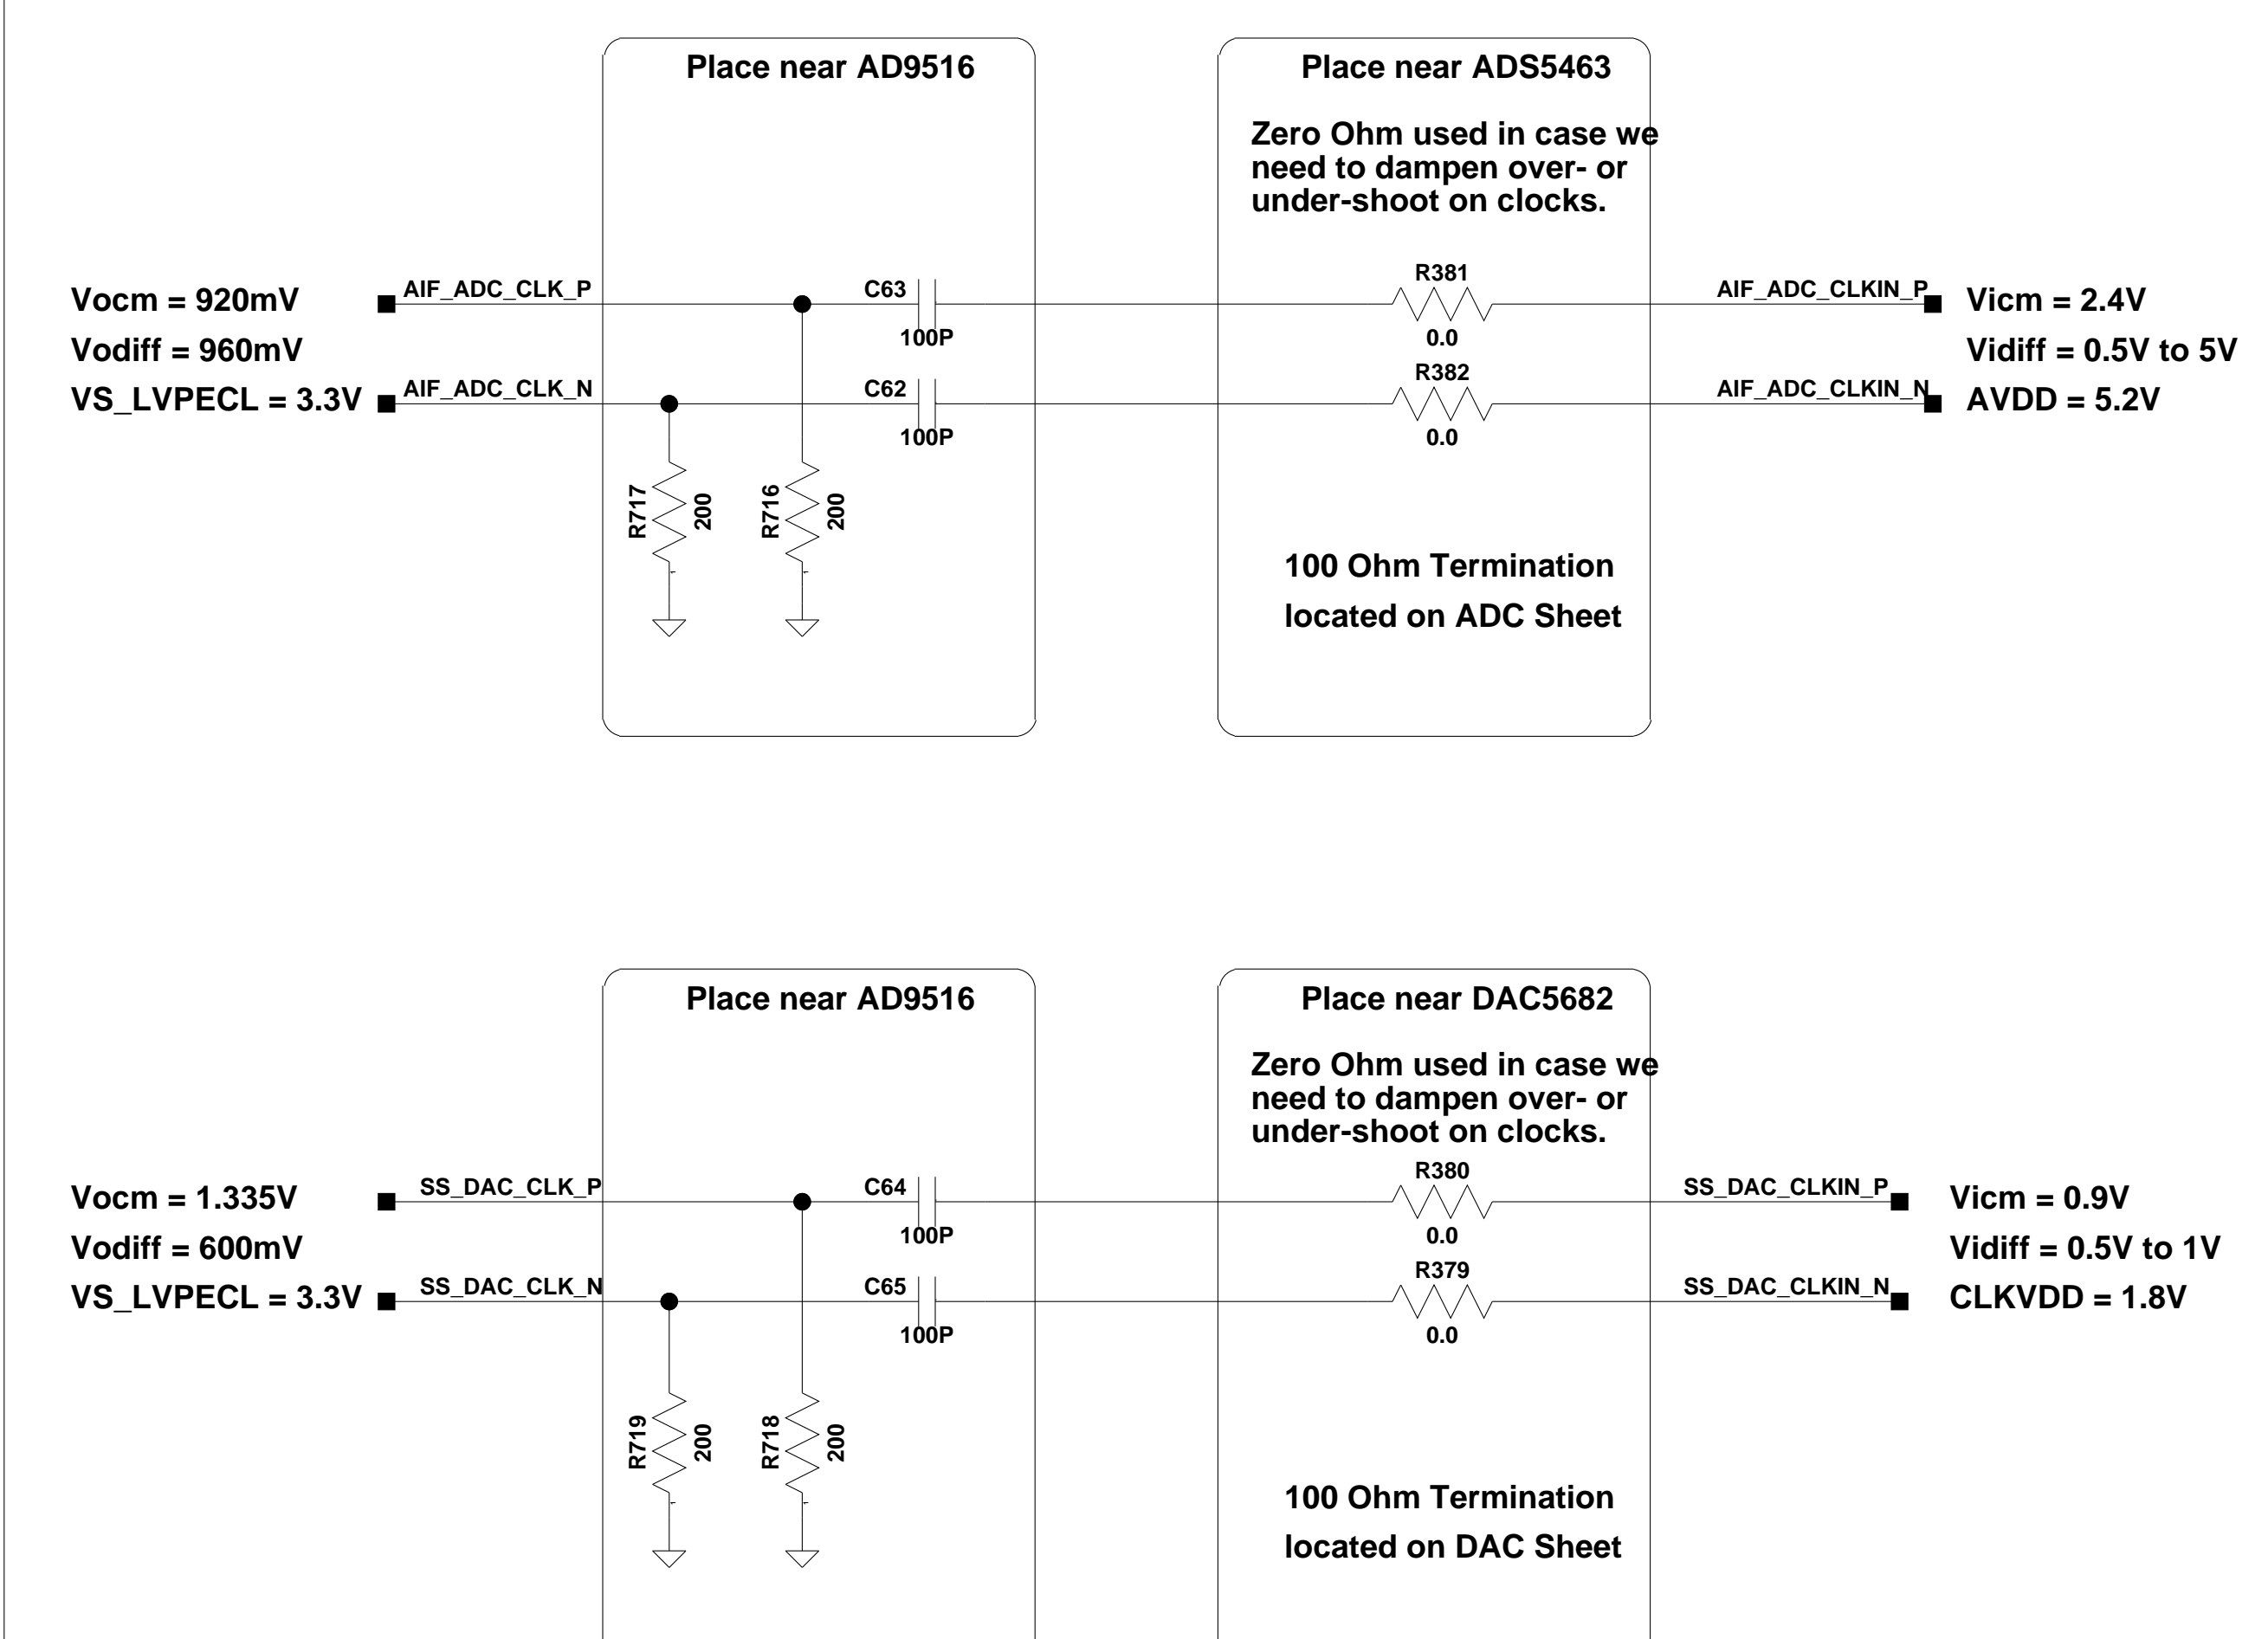 Place near AD9516
Place near ADS5463
Zero Ohm used in case we
need to dampen over- or
under-shoot on clocks.
Vocm = 920mV
Vodiff = 960mV
VS_LVPECL = 3.3V
AIF_ADC_CLK_P
AIF_ADC_CLK_N
C63
100P
C62
100P
R717
200
R716
200
R381
0.0
R382
0.0
AIF_ADC_CLKIN_P
AIF_ADC_CLKIN_N
Vicm = 2.4V
Vidiff = 0.5V to 5V
AVDD = 5.2V
100 Ohm Termination
located on ADC Sheet
Place near AD9516
Place near DAC5682
Zero Ohm used in case we
need to dampen over- or
under-shoot on clocks.
Vocm = 1.335V
Vodiff = 600mV
VS_LVPECL = 3.3V
SS_DAC_CLK_P
SS_DAC_CLK_N
C64
100P
C65
100P
R719
200
R718
200
R380
0.0
R379
0.0
SS_DAC_CLKIN_P
SS_DAC_CLKIN_N
Vicm = 0.9V
Vidiff = 0.5V to 1V
CLKVDD = 1.8V
100 Ohm Termination
located on DAC Sheet